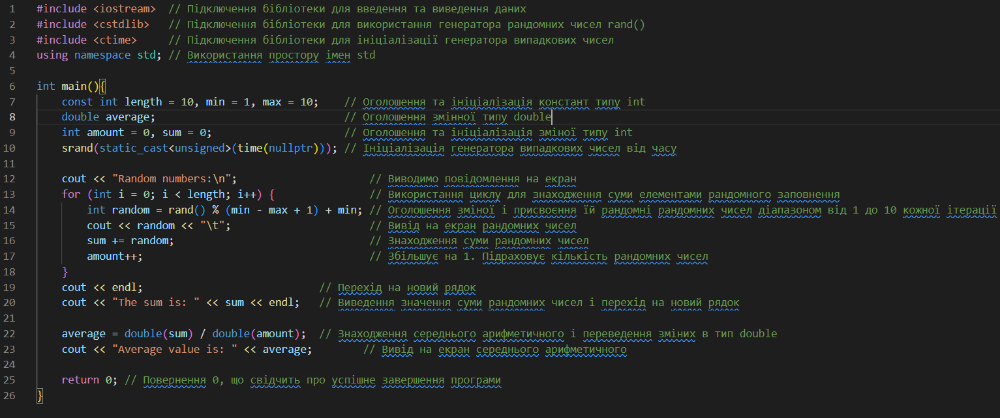 1 #include <iostream>  // Підключення бібліотеки для введення та виведення даних
2 #include <cstdlib>   // Підключення бібліотеки для використання генератора рандомних чисел rand()
3 #include <ctime>     // Підключення бібліотеки для ініціалізації генератора випадкових чисел
4 using namespace std; // Використання простору імен std
5
6 int main(){
7     const int length = 10, min = 1, max = 10;    // Оголошення та ініціалізація констант типу int
8     double average;                              // Оголошення змінної типу double
9     int amount = 0, sum = 0;                     // Оголошення та ініціалізація зміної типу int
10     srand(static_cast<unsigned>(time(nullptr))); // Ініціалізація генератора випадкових чисел від часу
11
12     cout << "Random numbers:\n";                     // Виводимо повідомлення на екран
13     for (int i = 0; i < length; i++) {               // Використання циклу для знаходження суми елементами рандомного заповнення
14         int random = rand() % (min - max + 1) + min; // Оголошення зміної і присвоєння їй рандомні рандомних чисел діапазоном від 1 до 10 кожної ітерації
15         cout << random << "\t";                      // Вивід на екран рандомних чисел
16         sum += random;                               // Знаходження суми рандомних чисел
17         amount++;                                    // Збільшує на 1. Підраховує кількість рандомних чисел
18     }
19     cout << endl;                            // Перехід на новий рядок
20     cout << "The sum is: " << sum << endl;   // Виведення значення суми рандомних чисел і перехід на новий рядок
21
22     average = double(sum) / double(amount);  // Знаходження середнього арифметичного і переведення зміних в тип double
23     cout << "Average value is: " << average;        // Вивід на екран середнього арифметичного
24
25     return 0; // Повернення 0, що свідчить про успішне завершення програми
26 }